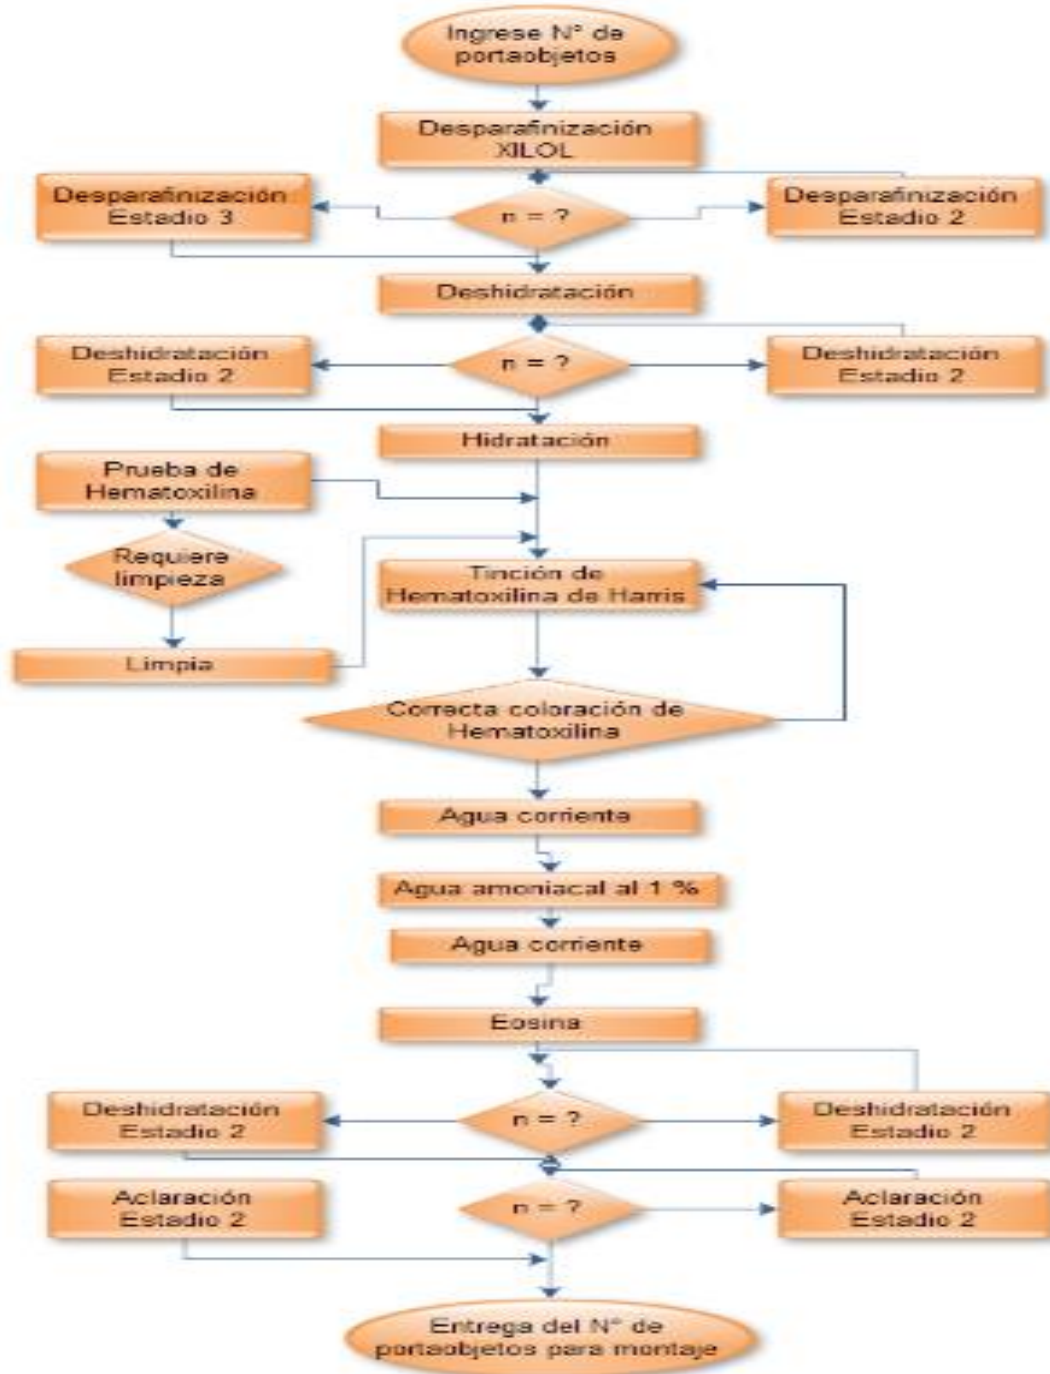 Ingrese N° de
portaobjetos
Desparafinización
XILOL
Desparafinización
Estadio 3
n = ?
Desparafinización
Estadio 2
Deshidratación
Deshidratación
Estadio 2
n = ?
Deshidratación
Estadio 2
Hidratación
Prueba de
Hematoxilina
Requiere
limpieza
Tinción de
Hematoxilina de Harris
Limpia
Correcta coloración de
Hematoxilina
Agua corriente
Agua amoniacal al 1 %
Agua corriente
Eosina
Deshidratación
Estadio 2
n = ?
Deshidratación
Estadio 2
Aclaración
Estadio 2
n = ?
Aclaración
Estadio 2
Entrega del N° de
portaobjetos para montaje